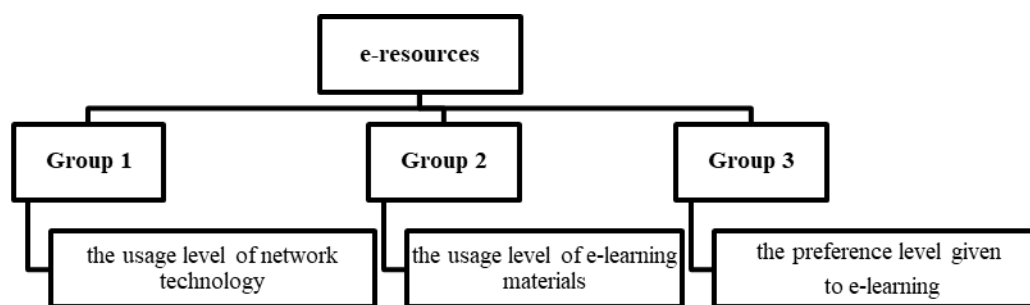 e-resources
Group 1
Group 2
Group 3
the usage level of network
technology
the usage level of e-learning
materials
the preference level given
to e-learning